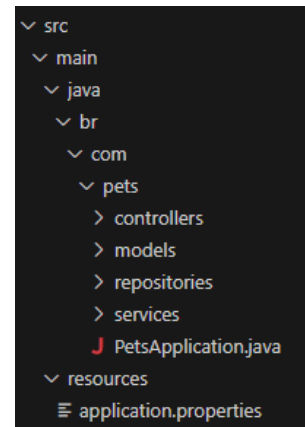 src
main
java
br
com
pets
controllers
models
repositories
services
J PetsApplication.java
resources
application.properties